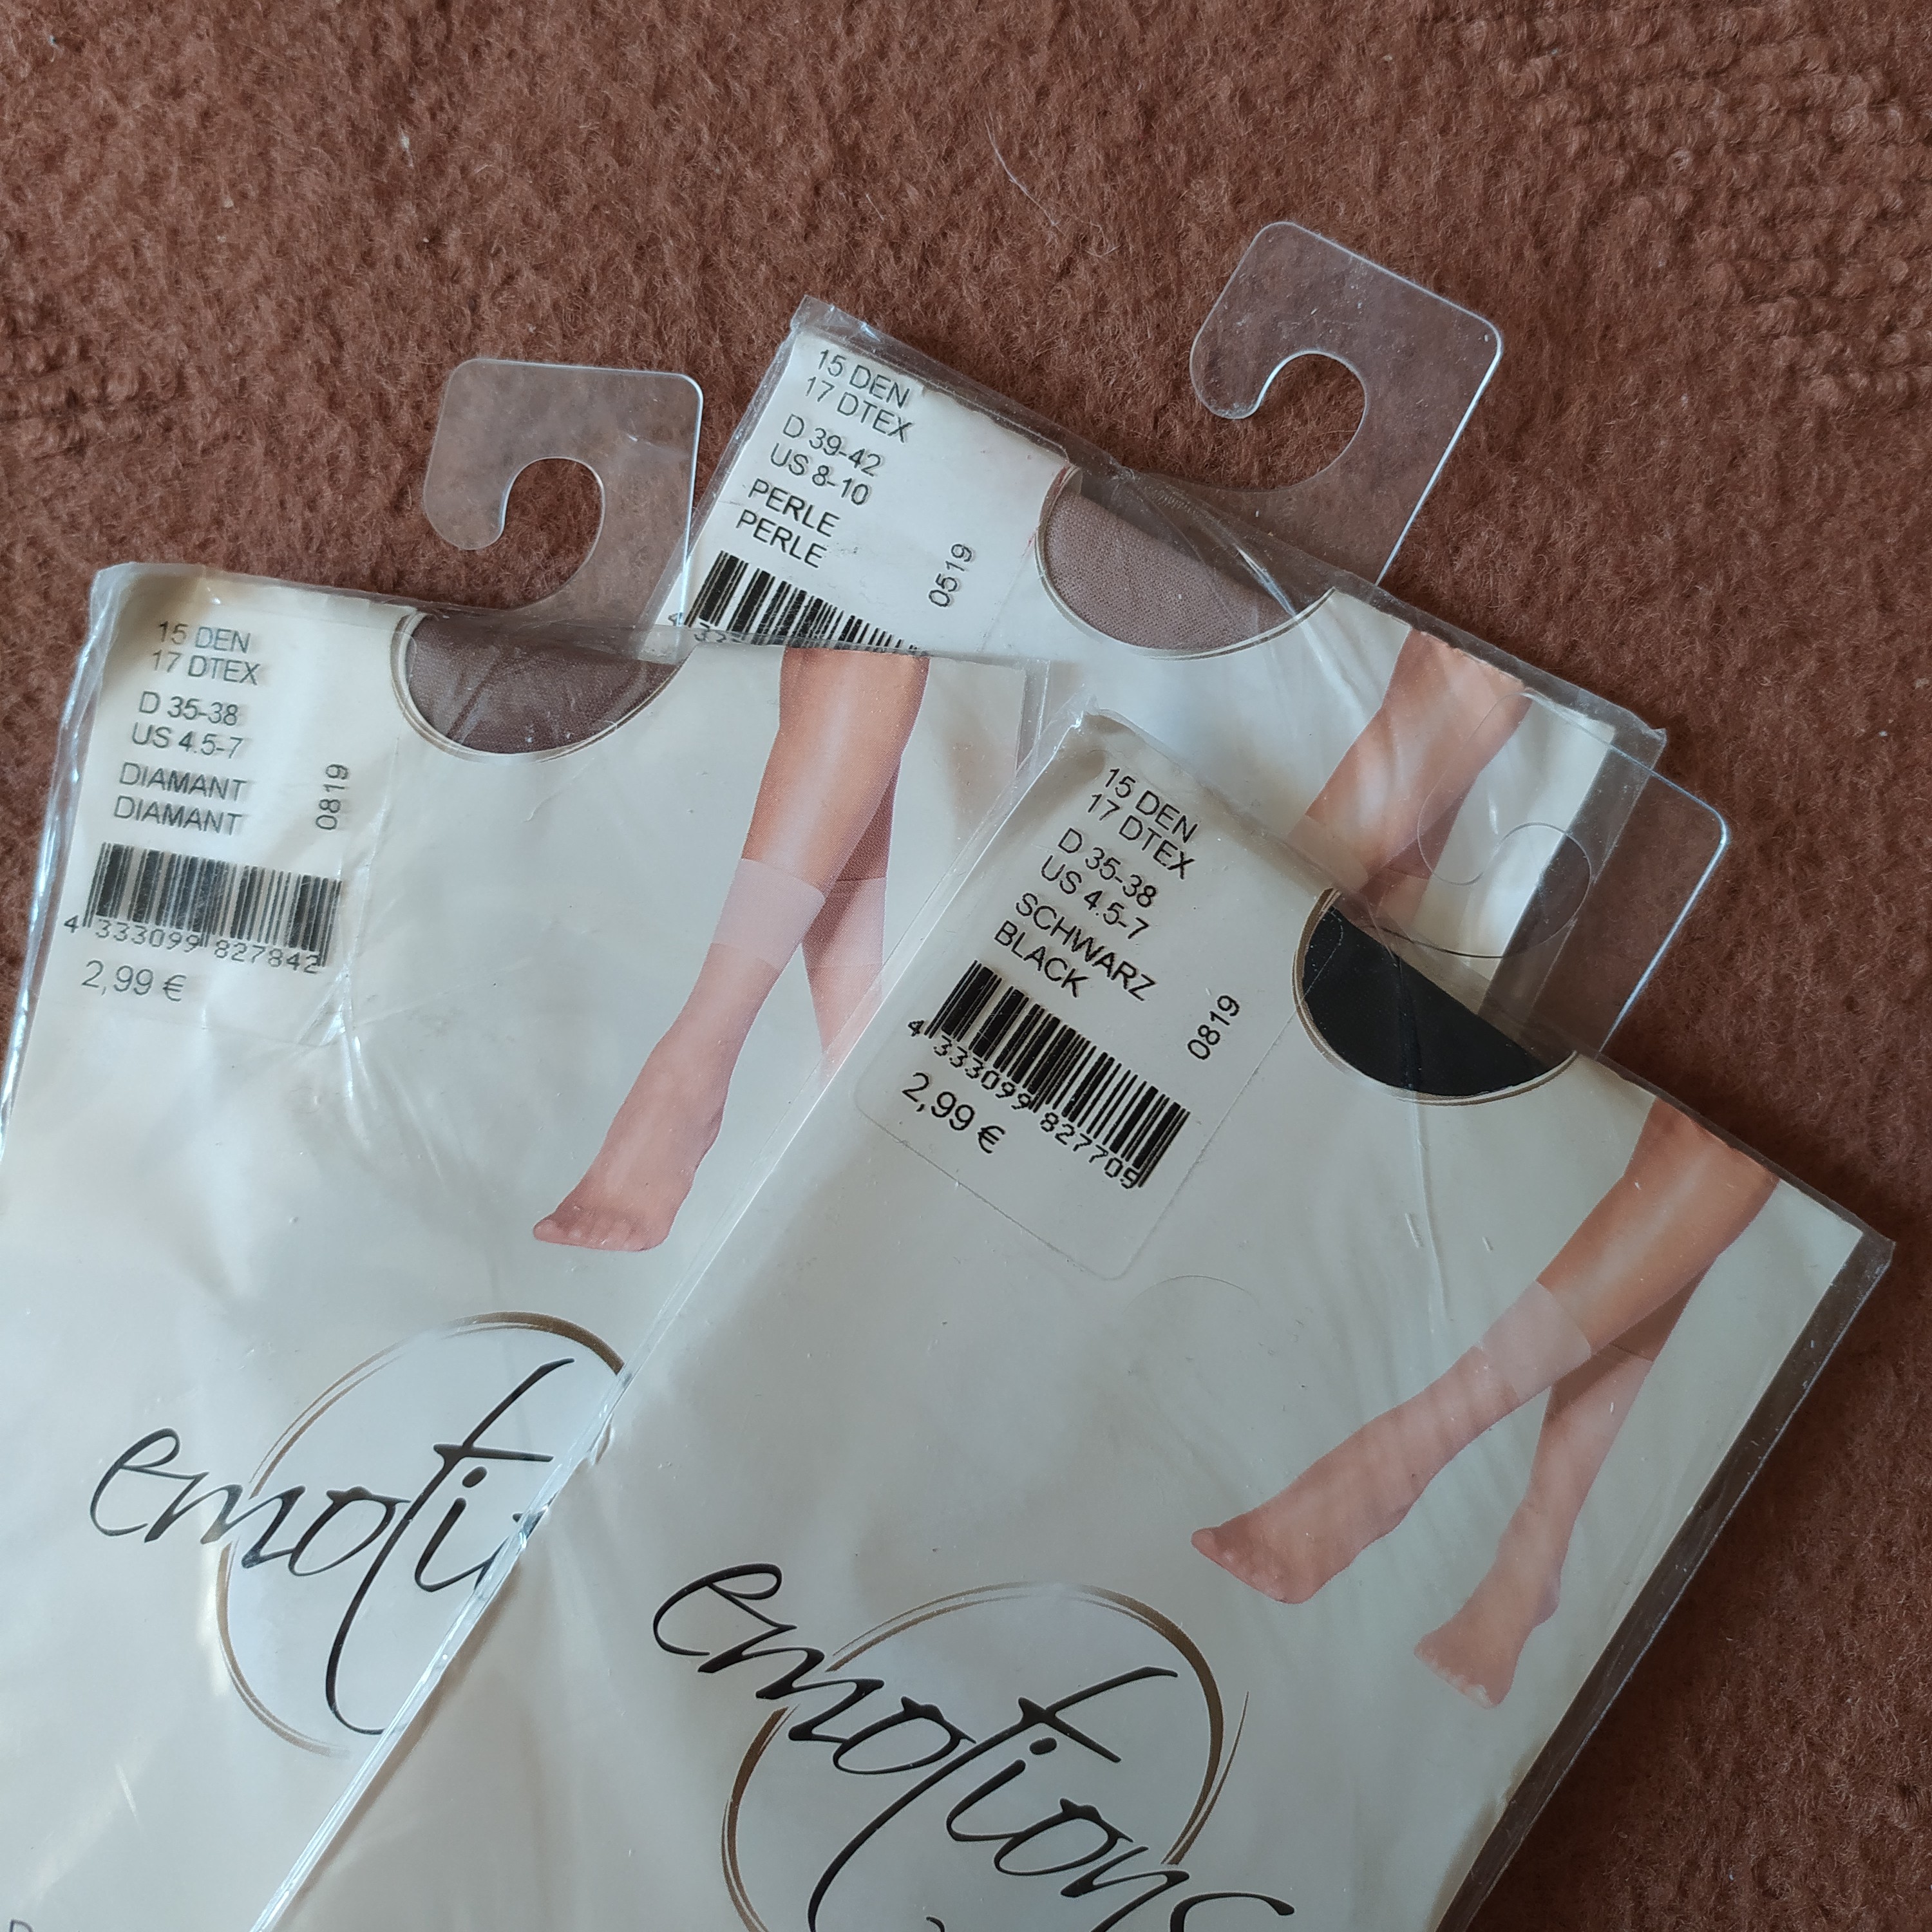 15 DEN
17 DTEX
D 39-42
US 8-10
PERLE
PERLE
0519
15 DEN
17 DTEX
D 35-38
US 4.5-7
DIAMANT
DIAMANT
0819
4 333099 827842
2,99 €
emoti
15 DEN
17 DTEX
D 35-38
US 4.5-7
SCHWARZ
BLACK
0819
4 333099 827705
2,99 €
emotions